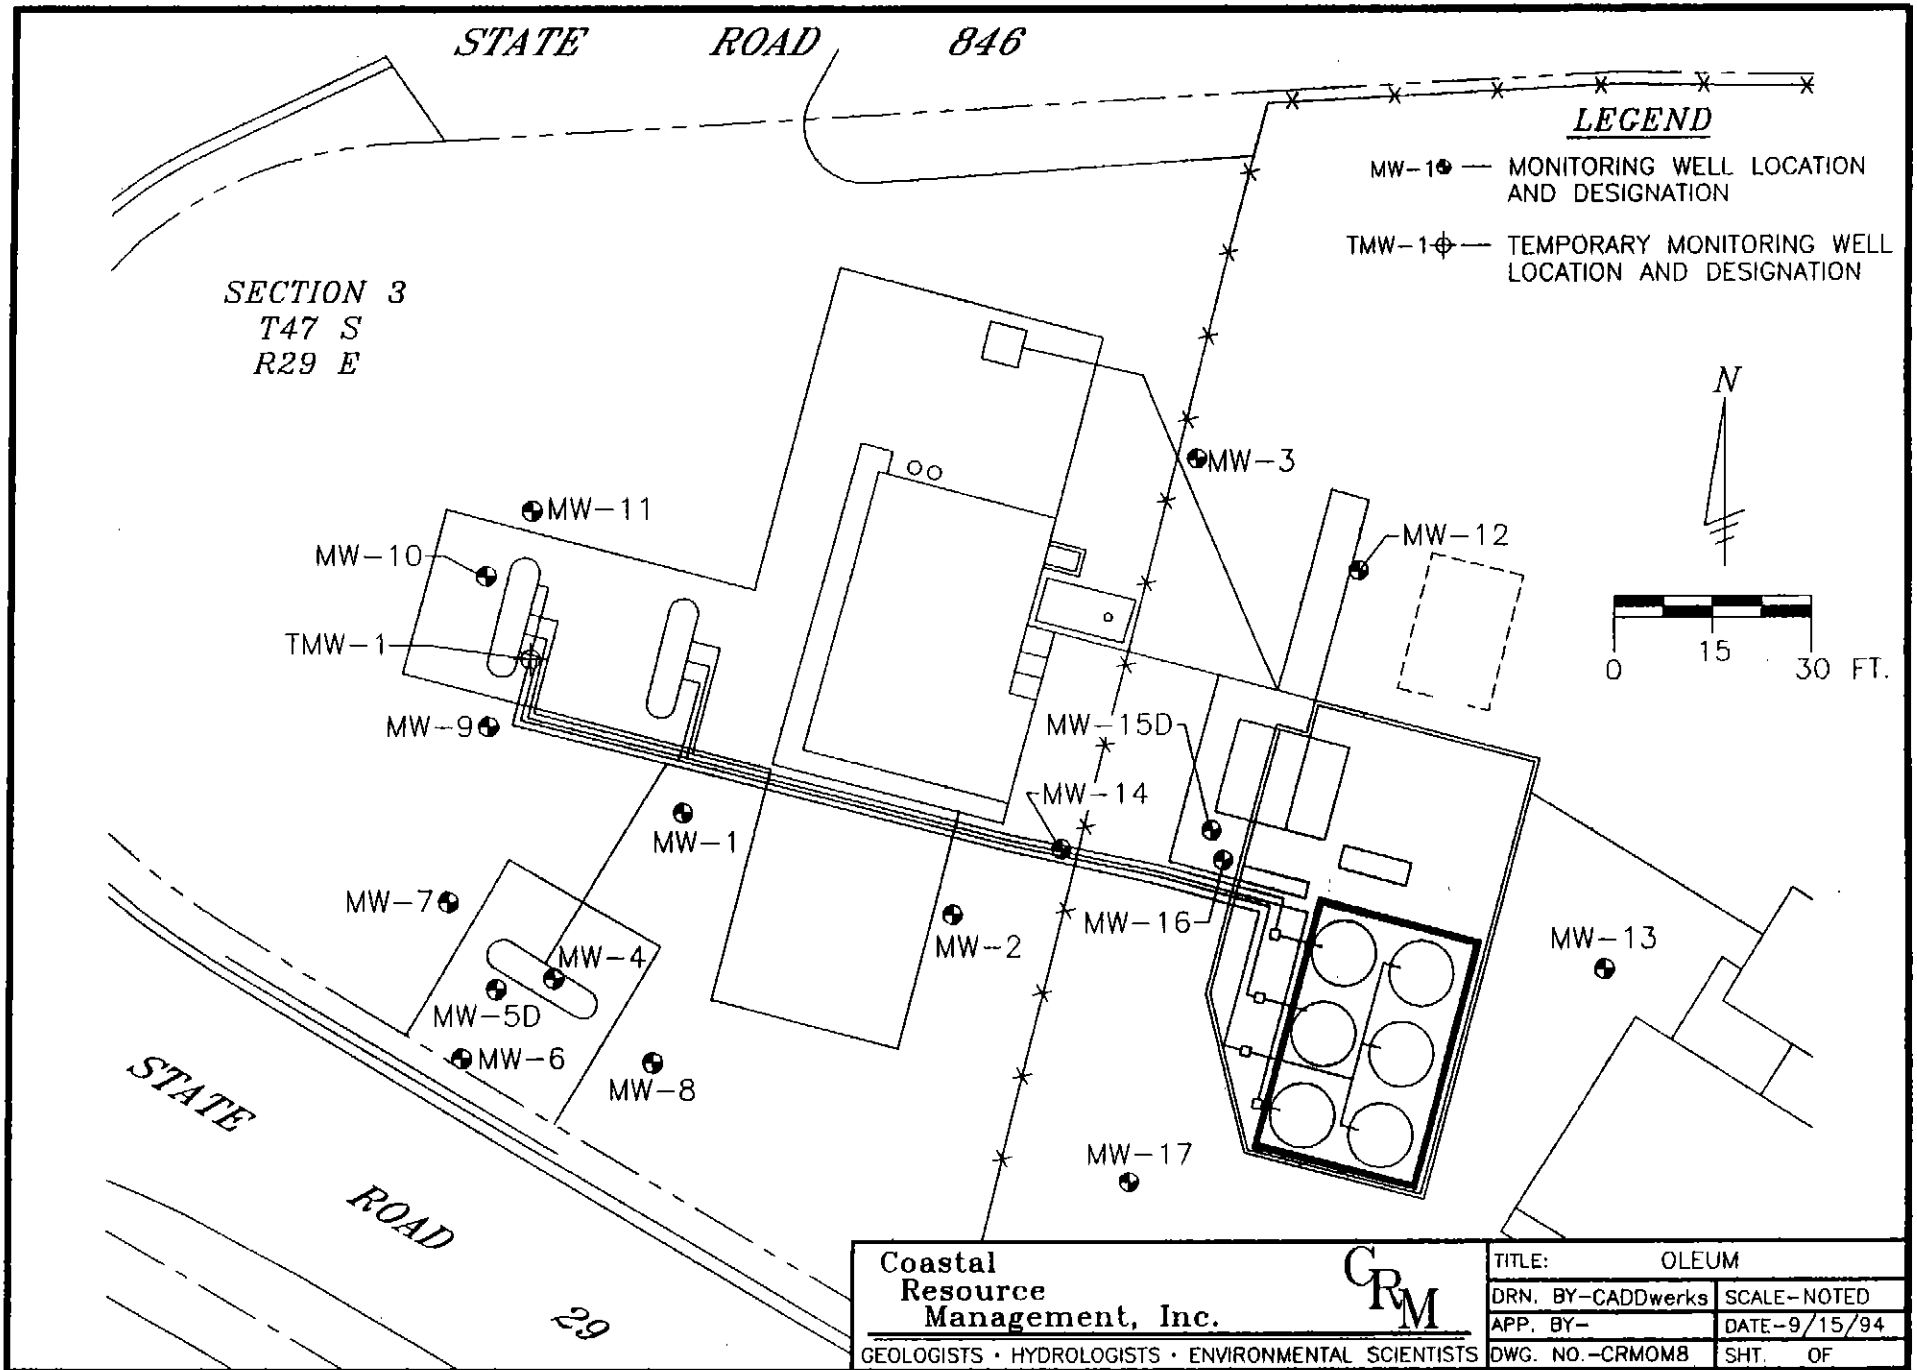 STATE ROAD 846
LEGEND
MW-1 — MONITORING WELL LOCATION
AND DESIGNATION
TMW-1 — TEMPORARY MONITORING WELL
LOCATION AND DESIGNATION
SECTION 3
T47 S
R29 E
N
0 15 30 FT.
MW-3
MW-11
MW-10
MW-12
TMW-1
MW-9
MW-15D
MW-14
MW-1
MW-7
MW-2
MW-16
MW-13
MW-4
MW-5D
MW-6
MW-8
MW-17
STATE ROAD 29
Coastal
Resource
Management, Inc.
CRM
GEOLOGISTS · HYDROLOGISTS · ENVIRONMENTAL SCIENTISTS
TITLE: OLEUM
DRN. BY-CADDwerks
SCALE-NOTED
APP. BY-
DATE-9/15/94
DWG. NO.-CRMOM8
SHT. OF